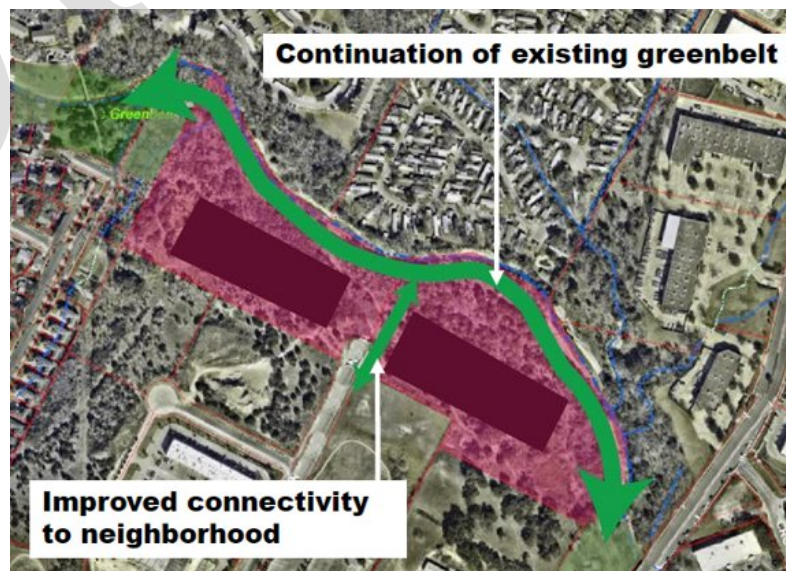 Continuation of existing greenbelt
Greenbelt
Improved connectivity
to neighborhood